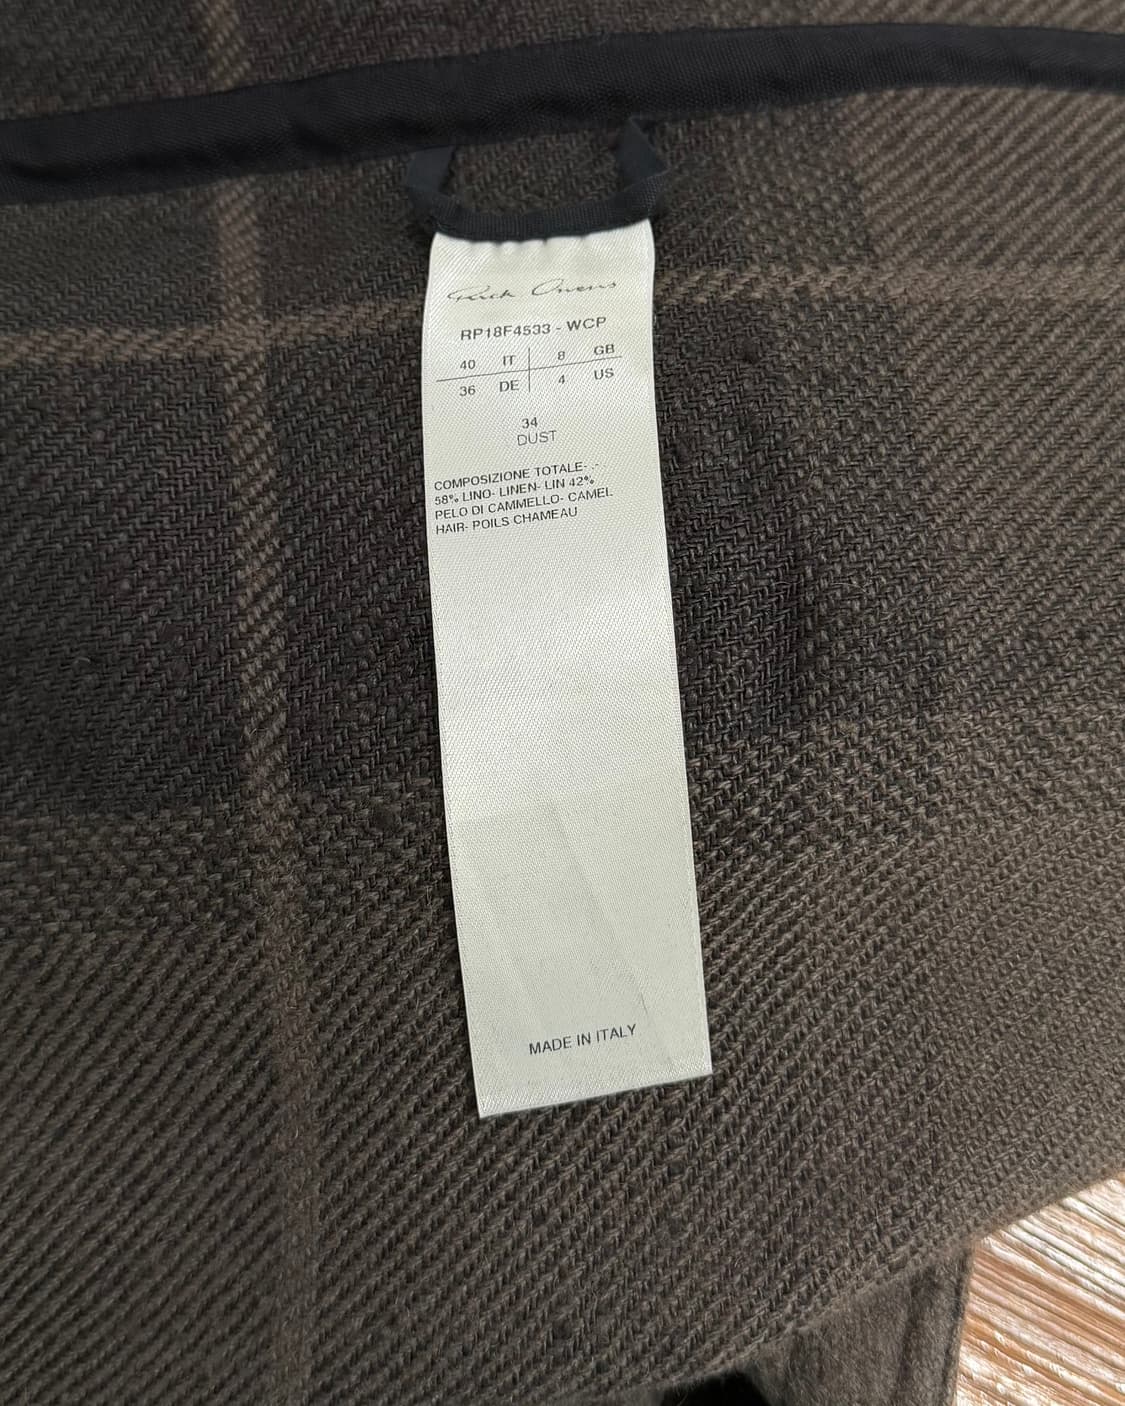 Rick Owens
RP18F4533 - WCP
40 IT 8 GB
36 DE 4 US
34
DUST
COMPOSIZIONE TOTALE- .- .
58% LINO- LINEN- LIN 42%
PELO DI CAMMELLO- CAMEL
HAIR- POILS CHAMEAU
MADE IN ITALY